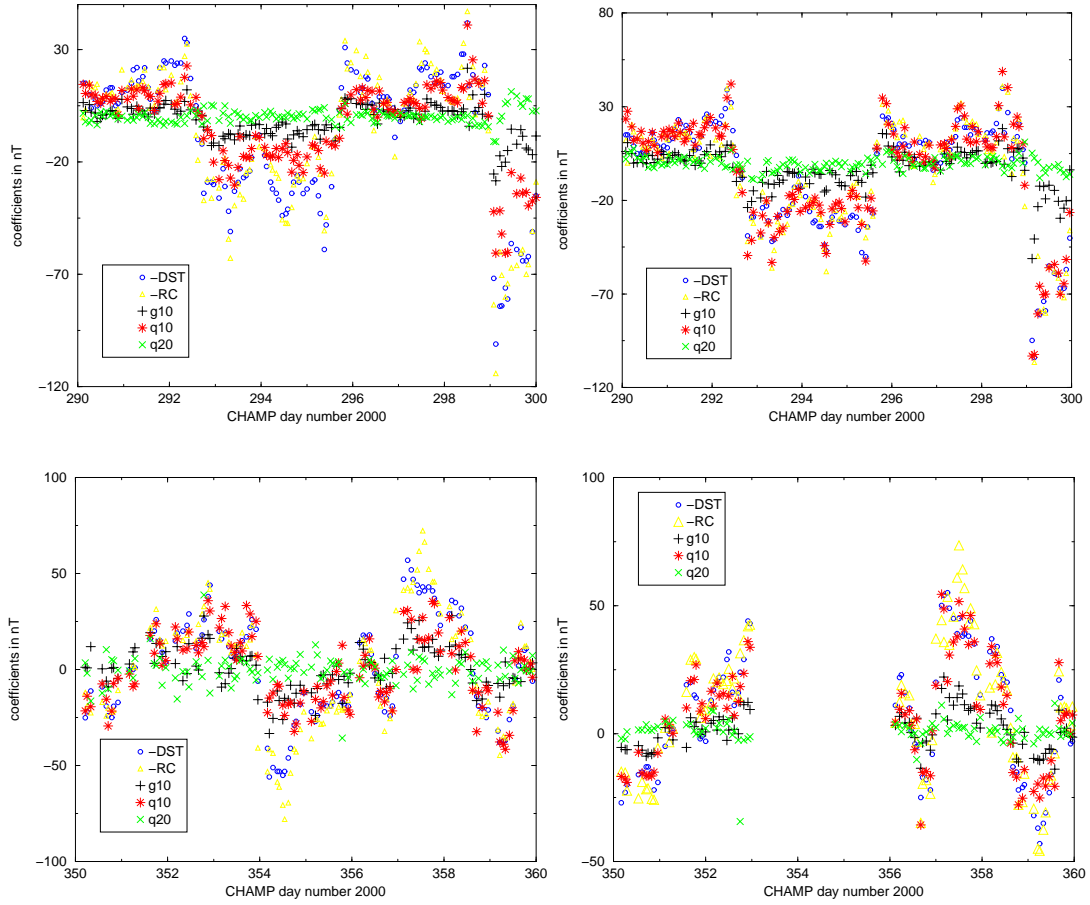 30
−20
−70
−120
290
292
294
296
298
300
CHAMP day number 2000
coefficients in nT
−DST
−RC
g10
q10
q20
80
30
−20
−70
−120
290
292
294
296
298
300
CHAMP day number 2000
coefficients in nT
−DST
−RC
g10
q10
q20
100
50
0
−50
−100
350
352
354
356
358
360
CHAMP day number 2000
coefficients in nT
−DST
−RC
g10
q10
q20
100
50
0
−50
350
352
354
356
358
360
CHAMP day number 2000
coefficients in nT
−DST
−RC
g10
q10
q20